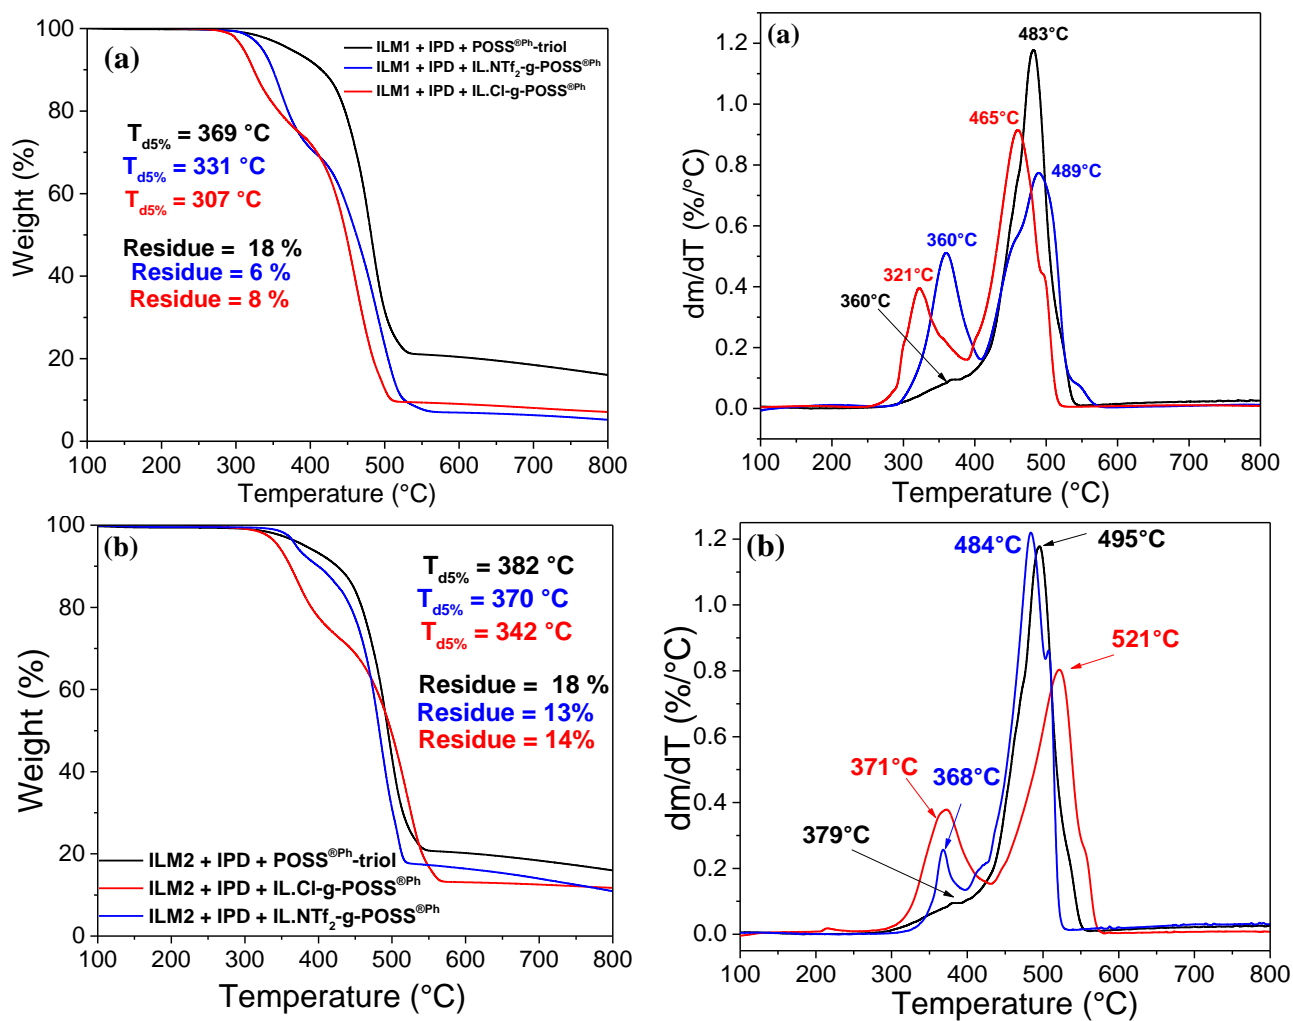 (a)
ILM1 + IPD + POSS®Ph-triol
ILM1 + IPD + IL.NTf2-g-POSS®Ph
ILM1 + IPD + IL.Cl-g-POSS®Ph
Td5% = 369 °C
Td5% = 331 °C
Td5% = 307 °C
Residue = 18 %
Residue = 6 %
Residue = 8 %
Weight (%)
100
80
60
40
20
0
100 200 300 400 500 600 700 800
Temperature (°C)
(a)
483°C
465°C
489°C
360°C
321°C
360°C
dm/dT (%/°C)
1.2
1.0
0.8
0.6
0.4
0.2
0.0
100 200 300 400 500 600 700 800
Temperature (°C)
(b)
Td5% = 382 °C
Td5% = 370 °C
Td5% = 342 °C
Residue = 18 %
Residue = 13%
Residue = 14%
ILM2 + IPD + POSS®Ph-triol
ILM2 + IPD + IL.Cl-g-POSS®Ph
ILM2 + IPD + IL.NTf2-g-POSS®Ph
Weight (%)
100
80
60
40
20
0
100 200 300 400 500 600 700 800
Temperature (°C)
(b)
484°C
495°C
521°C
371°C
368°C
379°C
dm/dT (%/°C)
1.2
1.0
0.8
0.6
0.4
0.2
0.0
100 200 300 400 500 600 700 800
Temperature (°C)